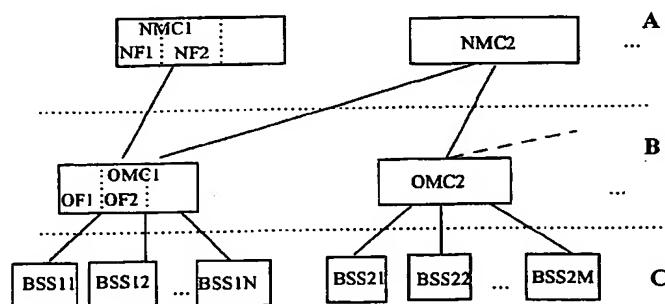 A
NMC1
NF1 NF2
NMC2
...
B
OMC1
OF1 OF2
OMC2
...
BSS11 BSS12 ... BSS1N BSS21 BSS22 ... BSS2M C